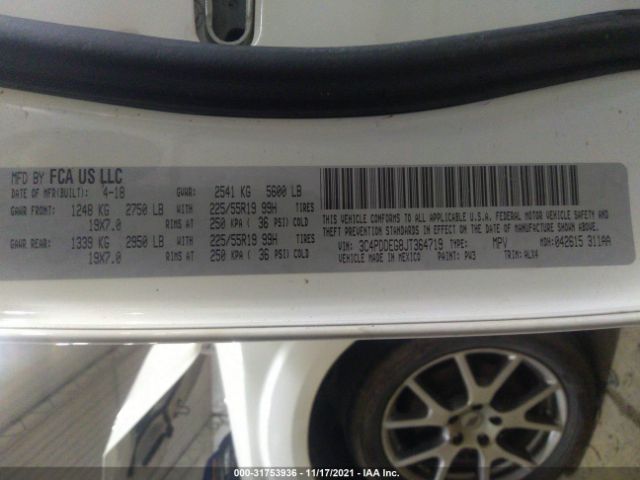 MFD BY FCA US LLC
DATE OF MFR(BUILT): 4-18 GVWR: 2541 KG 5600 LB
GAWR FRONT: 1248 KG 2750 LB WITH 225/55R19 99H TIRES
19X7.0 RIMS AT 250 KPA ( 36 PSI) COLD
GAWR REAR: 1339 KG 2950 LB WITH 225/55R19 99H TIRES
19X7.0 RIMS AT 250 KPA ( 36 PSI) COLD
THIS VEHICLE CONFORMS TO ALL APPLICABLE U.S.A. FEDERAL MOTOR VEHICLE SAFETY, BUMPER, AND
THEFT PREVENTION STANDARDS IN EFFECT ON THE DATE OF MANUFACTURE SHOWN ABOVE.
VIN: 3C4PDDEG8JT364719 TYPE: MPV MDH: 042615 311AA
VEHICLE MADE IN MEXICO PAINT: PW3 TRIM: ALX4
000-31753936 - 11/17/2021 - IAA Inc.